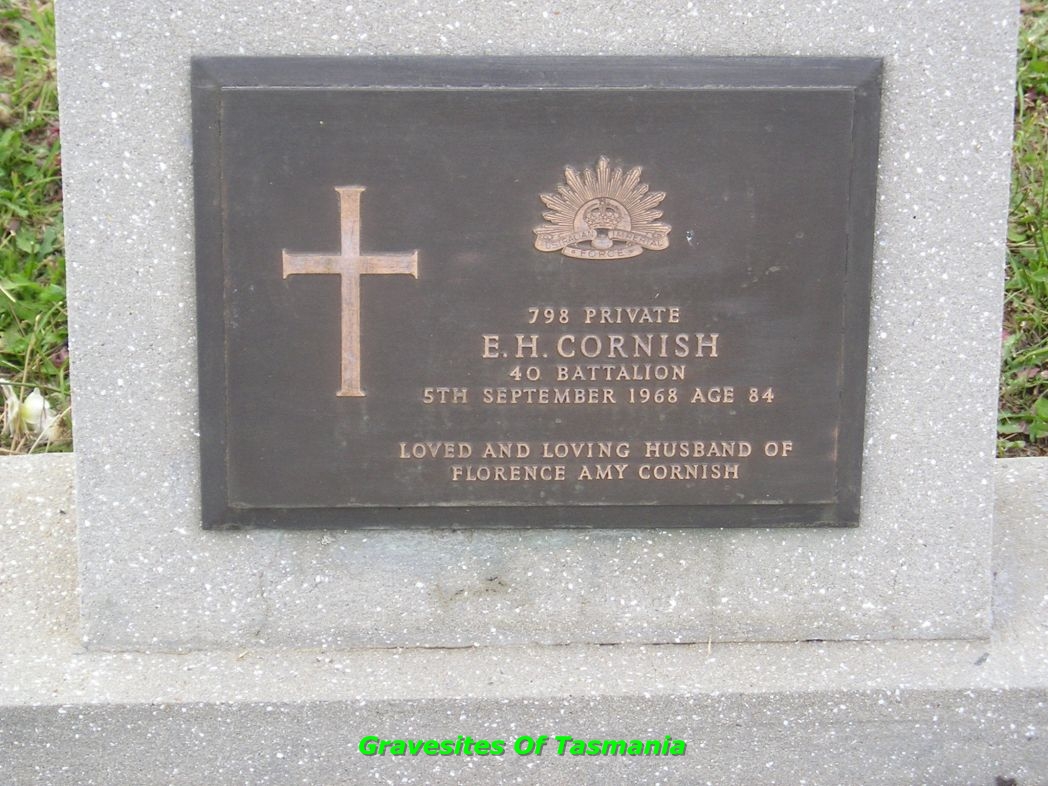 FORCES
798 PRIVATE
E.H. CORNISH
40 BATTALION
5TH SEPTEMBER 1968 AGE 84
LOVED AND LOVING HUSBAND OF
FLORENCE AMY CORNISH
Gravesites Of Tasmania